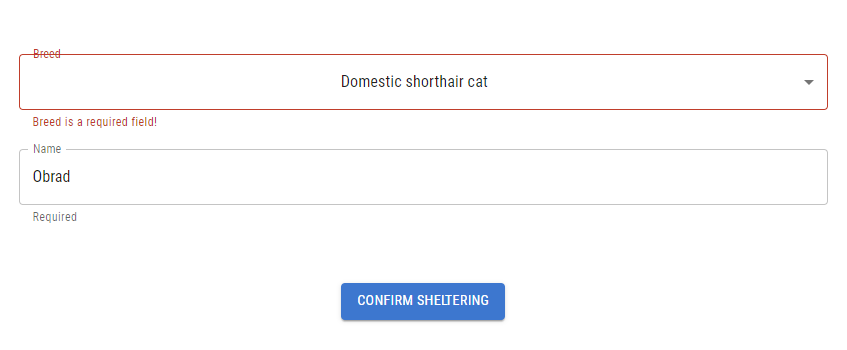 Breed
Domestic shorthair cat
Breed is a required field!
Name
Obrad
Required
CONFIRM SHELTERING